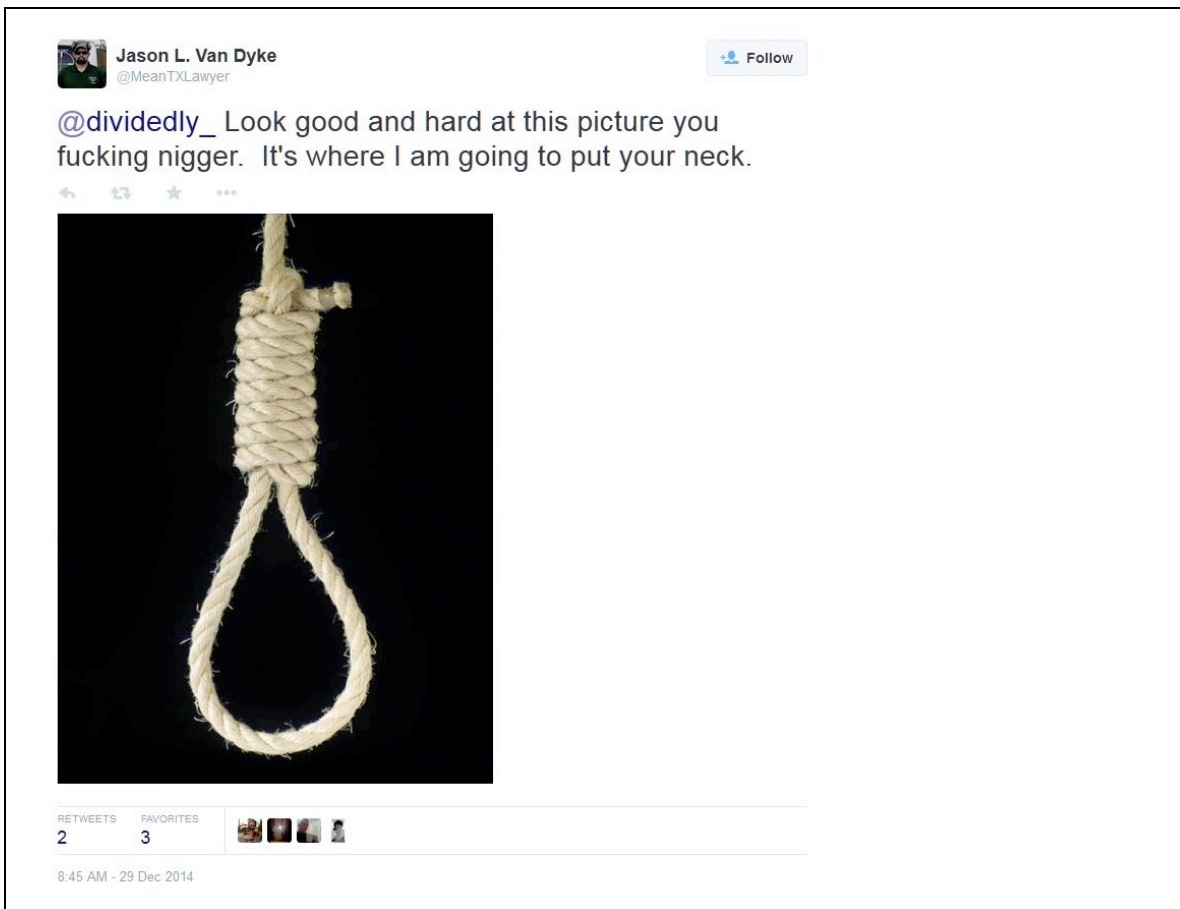 Jason L. Van Dyke
@MeanTXLawyer
Follow
@dividedly_ Look good and hard at this picture you
fucking nigger.  It's where I am going to put your neck.
RETWEETS
2
FAVORITES
3
8:45 AM - 29 Dec 2014